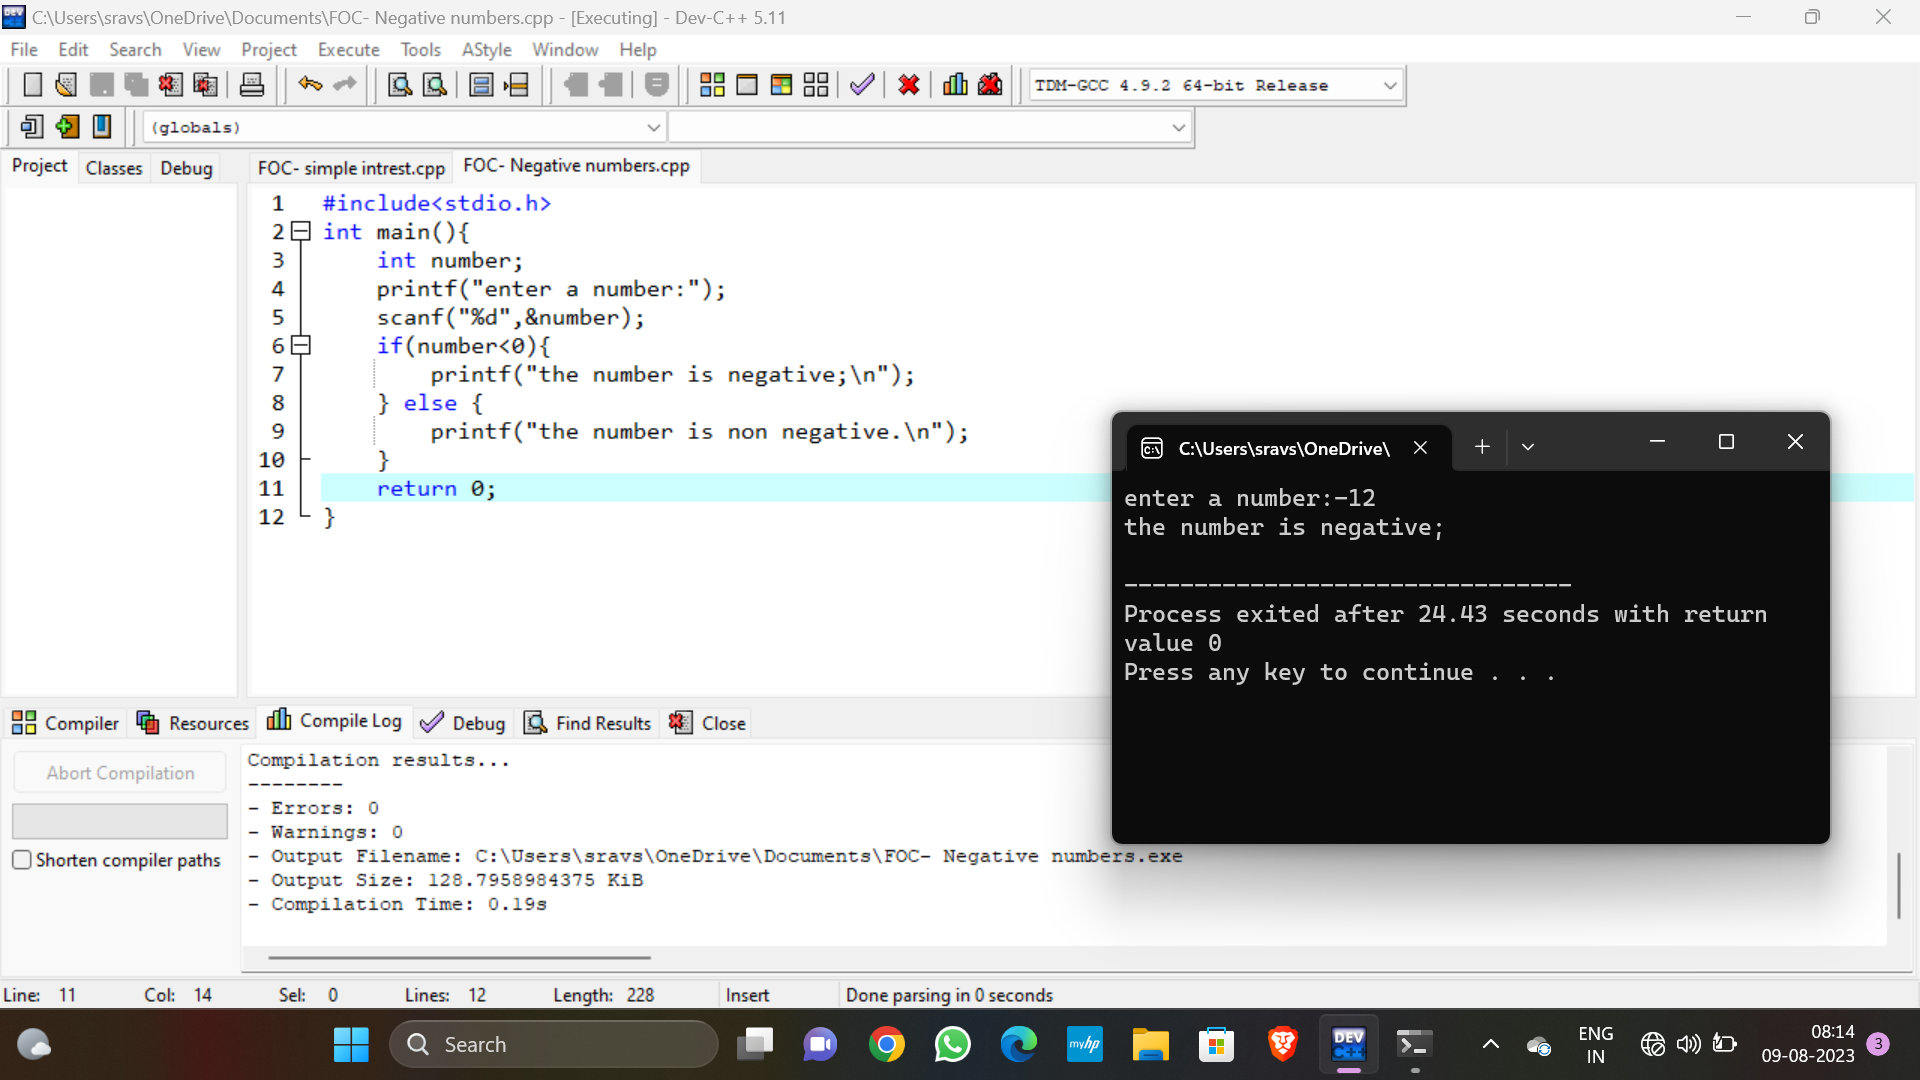 C:\Users\sravs\OneDrive\Documents\FOC- Negative numbers.cpp - [Executing] - Dev-C++ 5.11
File Edit Search View Project Execute Tools AStyle Window Help
TDM-GCC 4.9.2 64-bit Release
(globals)
Project Classes Debug
FOC- simple intrest.cpp FOC- Negative numbers.cpp
1 #include<stdio.h>
2 int main(){
3 int number;
4 printf("enter a number:");
5 scanf("%d",&number);
6 if(number<0){
7 printf("the number is negative;\n");
8 } else {
9 printf("the number is non negative.\n");
10 }
11 return 0;
12 }
C:\Users\sravs\OneDrive\
enter a number:-12
the number is negative;
--------------------------------
Process exited after 24.43 seconds with return
value 0
Press any key to continue . . .
Compiler Resources Compile Log Debug Find Results Close
Abort Compilation
Shorten compiler paths
Compilation results...
--------
- Errors: 0
- Warnings: 0
- Output Filename: C:\Users\sravs\OneDrive\Documents\FOC- Negative numbers.exe
- Output Size: 128.7958984375 KiB
- Compilation Time: 0.19s
Line: 11 Col: 14 Sel: 0 Lines: 12 Length: 228 Insert Done parsing in 0 seconds
Search
myhp
DEV
C++
ENG
IN
08:14
09-08-2023
3